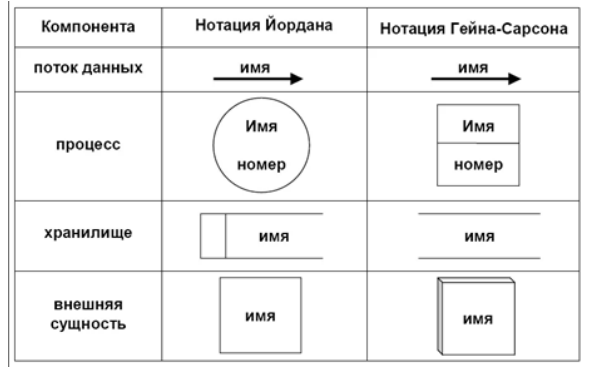 Компонента
Нотация Йордана
Нотация Гейна-Сарсона
поток данных
имя
имя
процесс
Имя
номер
Имя
номер
хранилище
имя
имя
внешняя
сущность
имя
имя